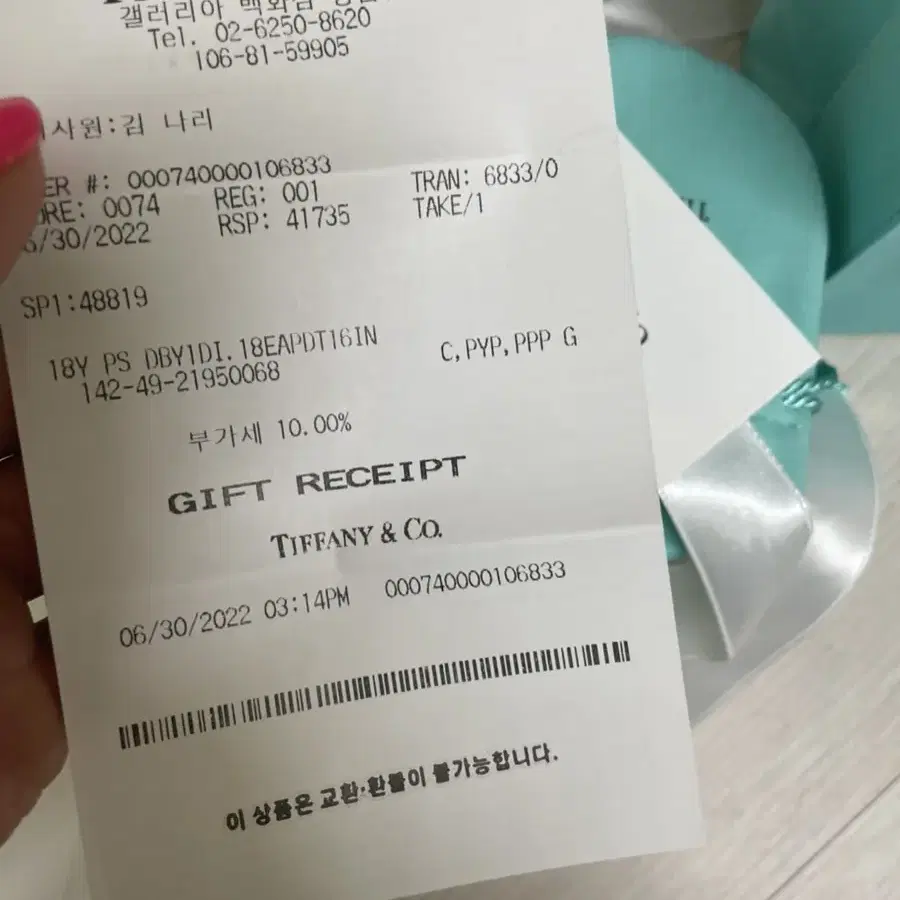 갤러리아 백화점
Tel. 02-6250-8620
106-81-59905
사원:김 나리
ER #: 000740000106833
ORE: 0074 REG: 001 TRAN: 6833/0
6/30/2022 RSP: 41735 TAKE/1
SP1:48819
18Y PS DBY1DI.18EAPDT16IN C,PYP,PPP G
142-49-21950068
부가세 10.00%
GIFT RECEIPT
TIFFANY & CO.
06/30/2022 03:14PM 000740000106833
이 상품은 교환·환불이 불가능합니다.